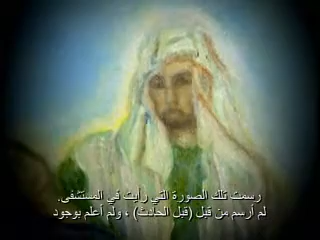 رسمت تلك الصورة التي رأيت في المستشفى.
لم أرسم من قبل (قبل الحادث) ، ولم أعلم بوجود